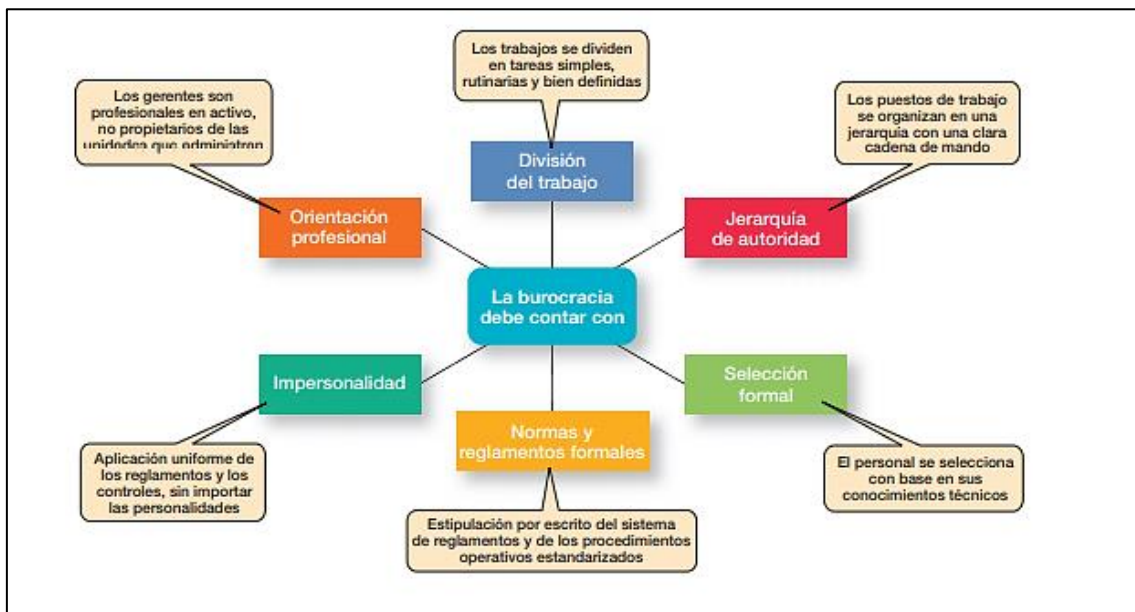 Los trabajos se dividen
en tareas simples,
rutinarias y bien definidas
División
del trabajo
Los puestos de trabajo
se organizan en una
jerarquía con una clara
cadena de mando
Jerarquía
de autoridad
Los gerentes son
profesionales en activo,
no propietarios de las
que administran
Orientación
profesional
La burocracia
debe contar con
Impersonalidad
Aplicación uniforme de
los reglamentos y los
controles, sin importar
las personalidades
Normas y
reglamentos formales
Estipulación por escrito del sistema
de reglamentos y de los procedimientos
operativos estandarizados
Selección
formal
El personal se selecciona
con base en sus
conocimientos técnicos